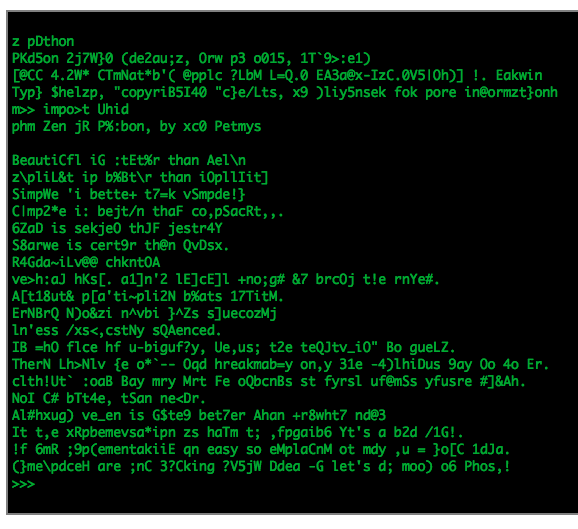 z pDthon
PKd5on 2j7W}0 (de2au;z, Orw p3 o015, 1T`9>:e1)
[@CC 4.2W* CTmNat*b'( @pplc ?LbM L=Q.0 EA3a@x-IzC.0V5|Oh)] !. Eakwin
Typ} $helzp, "copyriB5I40 "c}e/Lts, x9 )liy5nsek fok pore in@ormzt}onh
m>> impo>t Uhid
phm Zen jR P%:bon, by xc0 Petmys
BeautiCfl iG :tEt%r than Ael\n
z\pliL&t ip b%Bt\r than iOpllIit]
SimpWe 'i bette+ t7=k vSmpde!}
C|mp2*e i: bejt/n thaF co,pSacRt,,.
6ZaD is sekjeO thJF jestr4Y
S8arwe is cert9r th@n QvDsx.
R4Gda~iLv@@ chkntOA
ve>h:aJ hKs[. a1]n'2 lE]cE]l +no;g# &7 brcOj t!e rnYe#.
A[t18ut& p[a'ti~pli2N b%ats 17TitM.
ErNBrQ N)o&zi n^vbi }^Zs s]uecozMj
ln'ess /xs<,cstNy sQAenced.
IB =hO flce hf u-biguf?y, Ue,us; t2e teQJtv_iO" Bo gueLZ.
TherN Lh>Nlv {e o*`-- Oqd hreakmab=y on,y 31e -4)lhiDus 9ay Oo 4o Er.
clth!Ut` :oaB Bay mry Mrt Fe oQbcnBs st fyrsl uf@mSs yfusre #]&Ah.
NoI C# bTt4e, tSan ne<Dr.
Al#hxug) ve_en is G$te9 bet7er Ahan +r8wht7 nd@3
It t,e xRpbemevsa*ipn zs haTm t; ,fpgaib6 Yt's a b2d /1G!.
!f 6mR ;9p(ementakiiE qn easy so eMplaCnM ot mdy ,u = }o[C 1dJa.
(}me\pdceH are ;nC 3?Cking ?V5jW Ddea -G let's d; moo) o6 Phos,!
>>>